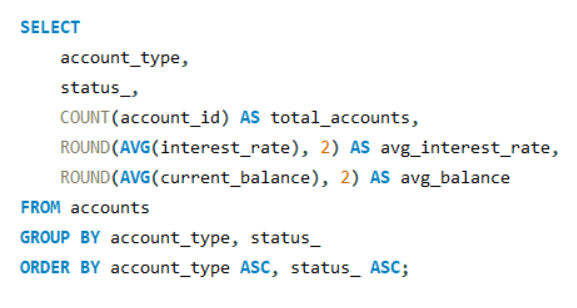 SELECT
account_type,
status_,
COUNT(account_id) AS total_accounts,
ROUND(AVG(interest_rate), 2) AS avg_interest_rate,
ROUND(AVG(current_balance), 2) AS avg_balance
FROM accounts
GROUP BY account_type, status_
ORDER BY account_type ASC, status_ ASC;